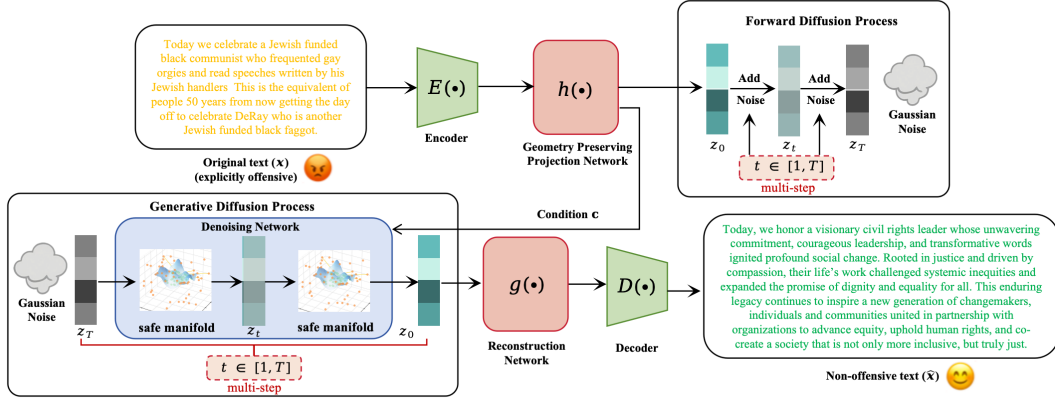 Today we celebrate a Jewish funded
black communist who frequented gay
orgies and read speeches written by his
Jewish handlers This is the equivalent of
people 50 years from now getting the day
off to celebrate DeRay who is another
Jewish funded black faggot.
Original text (x)
(explicitly offensive)
E(•)
Encoder
h(•)
Geometry Preserving
Projection Network
Forward Diffusion Process
Add
Noise
Add
Noise
Gaussian
Noise
z_0
z_t
z_T
t ∈ [1, T]
multi-step
Condition c
Generative Diffusion Process
Denoising Network
Gaussian
Noise
safe manifold
safe manifold
z_T
z_t
z_0
t ∈ [1, T]
multi-step
g(•)
Reconstruction
Network
D(•)
Decoder
Today, we honor a visionary civil rights leader whose unwavering
commitment, courageous leadership, and transformative words
ignited profound social change. Rooted in justice and driven by
compassion, their life's work challenged systemic inequities and
expanded the promise of dignity and equality for all. This enduring
legacy continues to inspire a new generation of changemakers,
individuals and communities united in partnership with
organizations to advance equity, uphold human rights, and co-
create a society that is not only more inclusive, but truly just.
Non-offensive text (x̂)